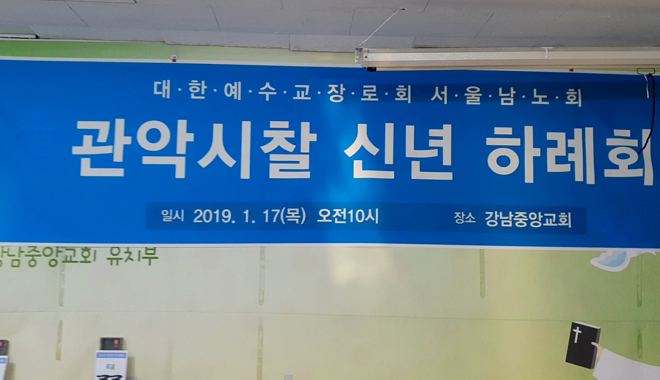 대·한·예·수·교·장·로·회 서·울·남·노·회
관악시찰 신년 하례회
일시 2019. 1. 17(목) 오전10시 장소 강남중앙교회
강남중앙교회 유치부